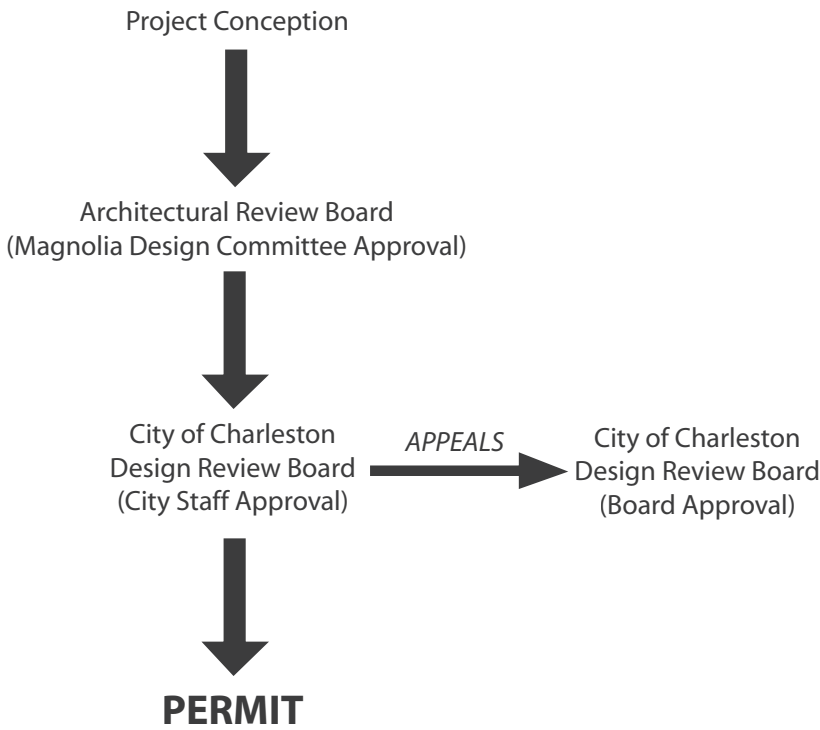 Project Conception
Architectural Review Board
(Magnolia Design Committee Approval)
City of Charleston
Design Review Board
(City Staff Approval)
APPEALS
City of Charleston
Design Review Board
(Board Approval)
PERMIT